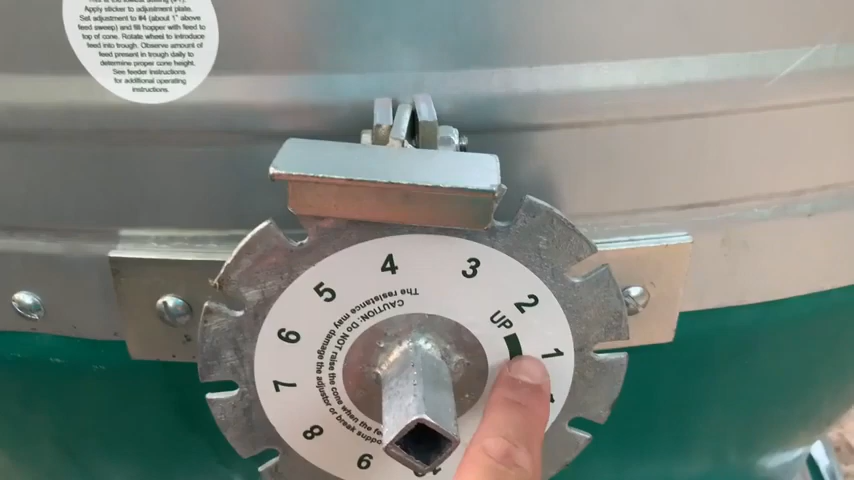 Apply sticker to adjustment plate.
Set adjustment to #4 (about 1" above
feed sweep) and fill hopper with feed to
top of cone. Rotate wheel to introduce
feed into trough. Observe amount of
feed present in trough daily to
determine proper cone height.
See feeder instructions
for additional operating
instructions.
1
2
3
4
5
6
7
8
UP
CAUTION: DO NOT raise the cone when the
The resistance may damage the adjustor or break